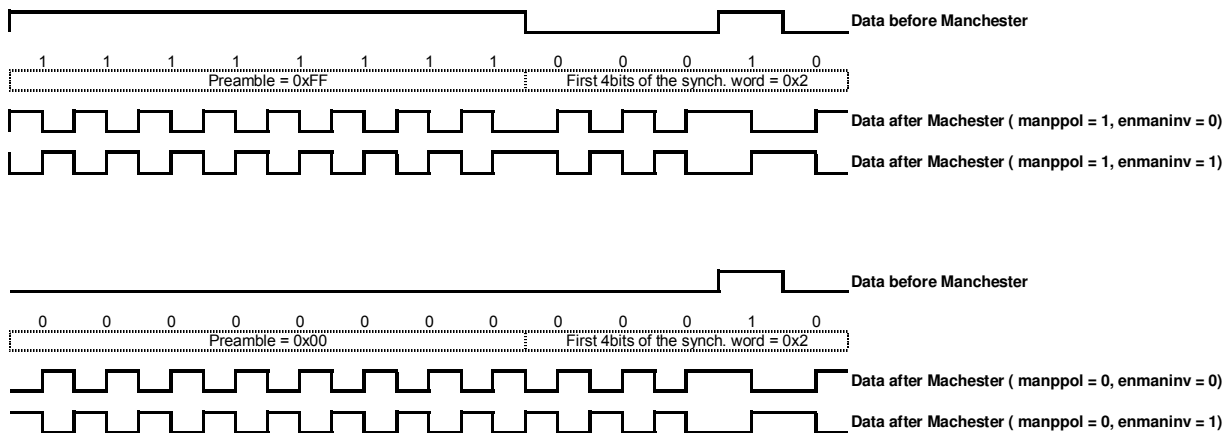 Data before Manchester
1 1 1 1 1 1 1 1 0 0 0 1 0
Preamble = 0xFF First 4bits of the synch. word = 0x2
Data after Machester ( manppol = 1, enmaninv = 0)
Data after Machester ( manppol = 1, enmaninv = 1)
Data before Manchester
0 0 0 0 0 0 0 0 0 0 0 1 0
Preamble = 0x00 First 4bits of the synch. word = 0x2
Data after Machester ( manppol = 0, enmaninv = 0)
Data after Machester ( manppol = 0, enmaninv = 1)